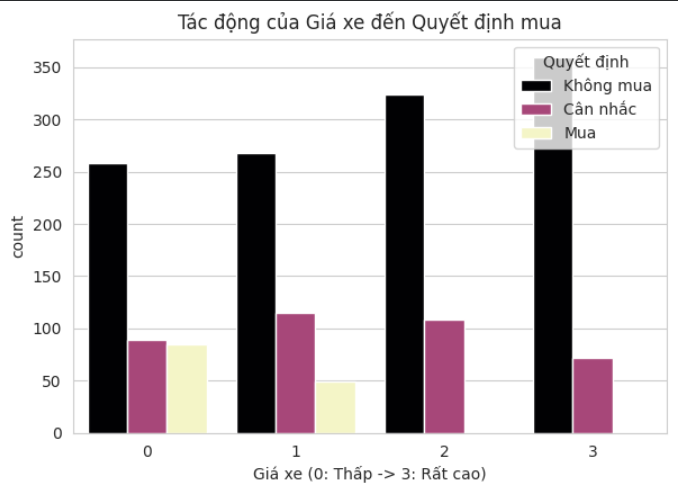 Tác động của Giá xe đến Quyết định mua
Quyết định
Không mua
Cân nhắc
Mua
count
350
300
250
200
150
100
50
0
0 1 2 3
Giá xe (0: Thấp -> 3: Rất cao)